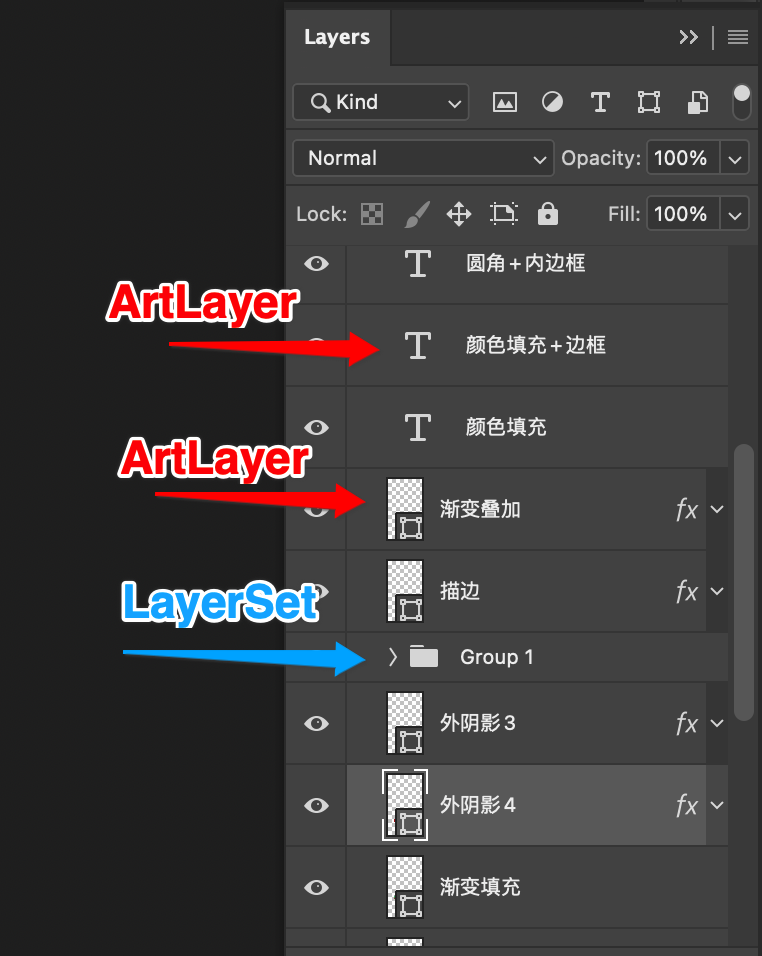 Layers
Kind
Normal Opacity: 100%
Lock: Fill: 100%
圆角+内边框
ArtLayer
颜色填充+边框
颜色填充
ArtLayer
渐变叠加 fx
描边 fx
LayerSet
Group 1
外阴影3 fx
外阴影4 fx
渐变填充